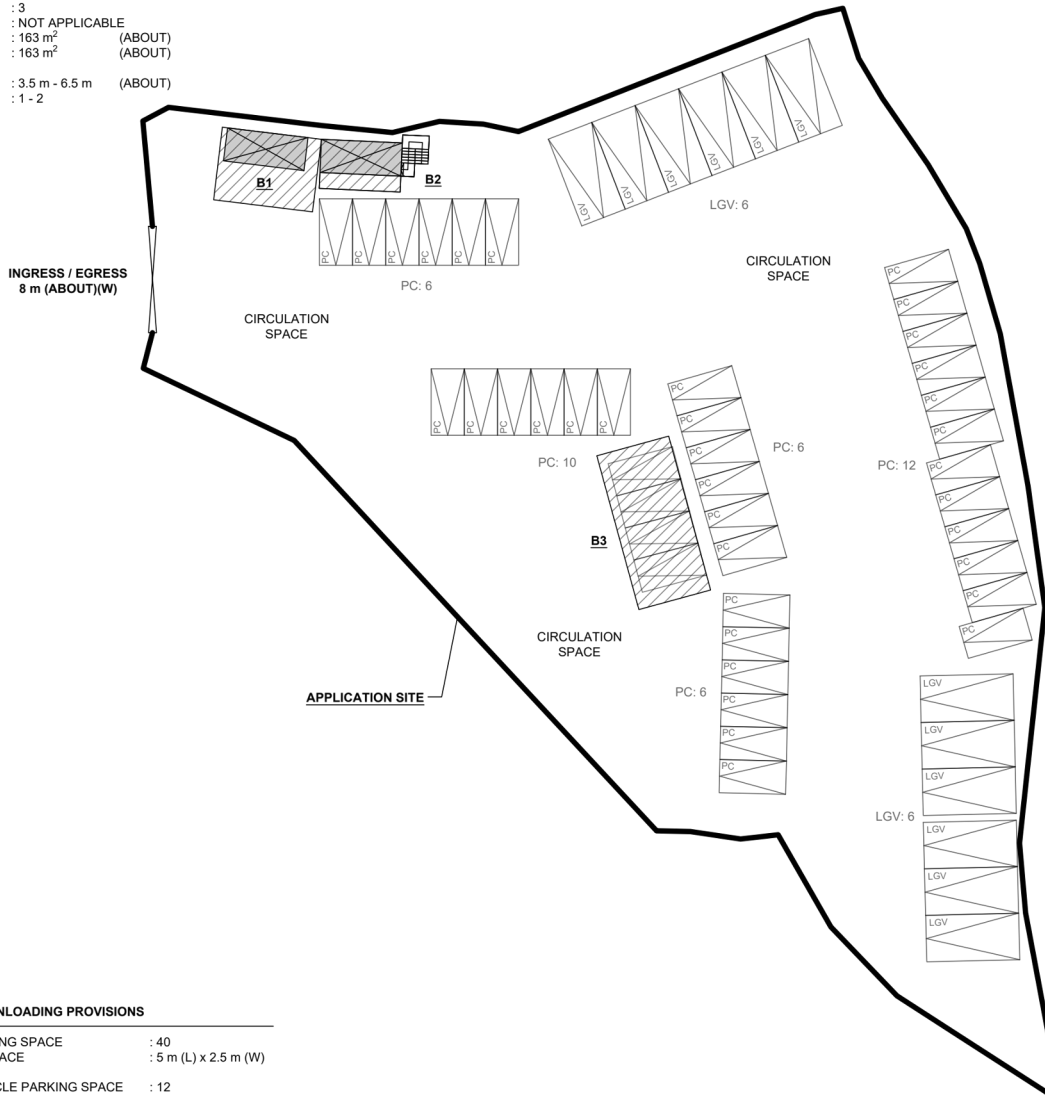 : 3
: NOT APPLICABLE
: 163 m² (ABOUT)
: 163 m² (ABOUT)
: 3.5 m - 6.5 m (ABOUT)
: 1 - 2
LGV
LGV
LGV
LGV
LGV
LGV
LGV: 6
B1
B2
PC
PC
PC
PC
PC
PC
PC: 6
INGRESS / EGRESS
8 m (ABOUT)(W)
CIRCULATION
SPACE
CIRCULATION
SPACE
PC
PC
PC
PC
PC
PC
PC: 10
PC
PC
PC
PC
PC
PC
PC: 6
PC
PC
PC
PC
PC
PC
PC: 12
PC
PC
PC
PC
PC
PC
B3
CIRCULATION
SPACE
APPLICATION SITE
PC
PC
PC
PC
PC
PC
PC: 6
LGV
LGV
LGV
LGV: 6
LGV
LGV
LGV
NLOADING PROVISIONS
NG SPACE : 40
ACE : 5 m (L) x 2.5 m (W)
CLE PARKING SPACE : 12